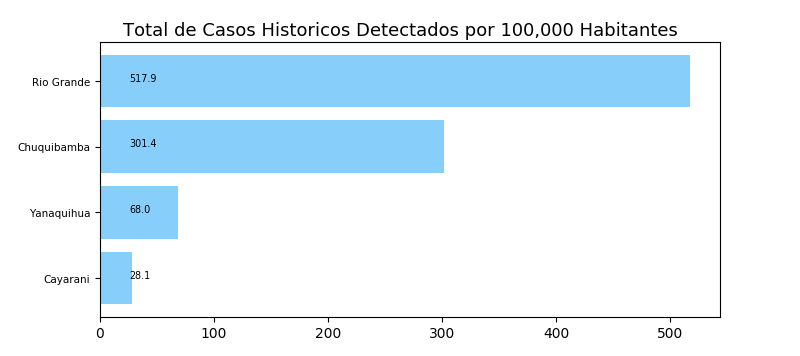 Total de Casos Historicos Detectados por 100,000 Habitantes
Rio Grande 517.9
Chuquibamba 301.4
Yanaquihua 68.0
Cayarani 28.1
0 100 200 300 400 500